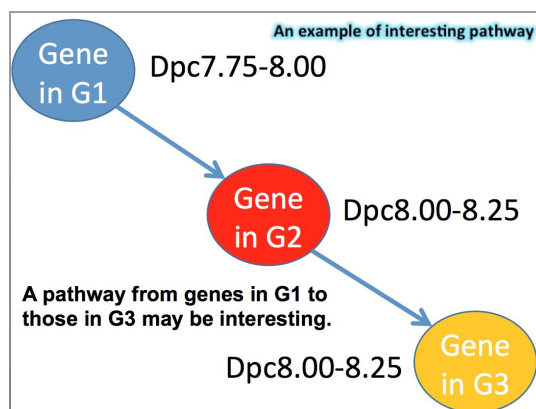 An example of interesting pathway
Gene
in G1
Dpc7.75-8.00
Gene
in G2
Dpc8.00-8.25
A pathway from genes in G1 to
those in G3 may be interesting.
Dpc8.00-8.25
Gene
in G3